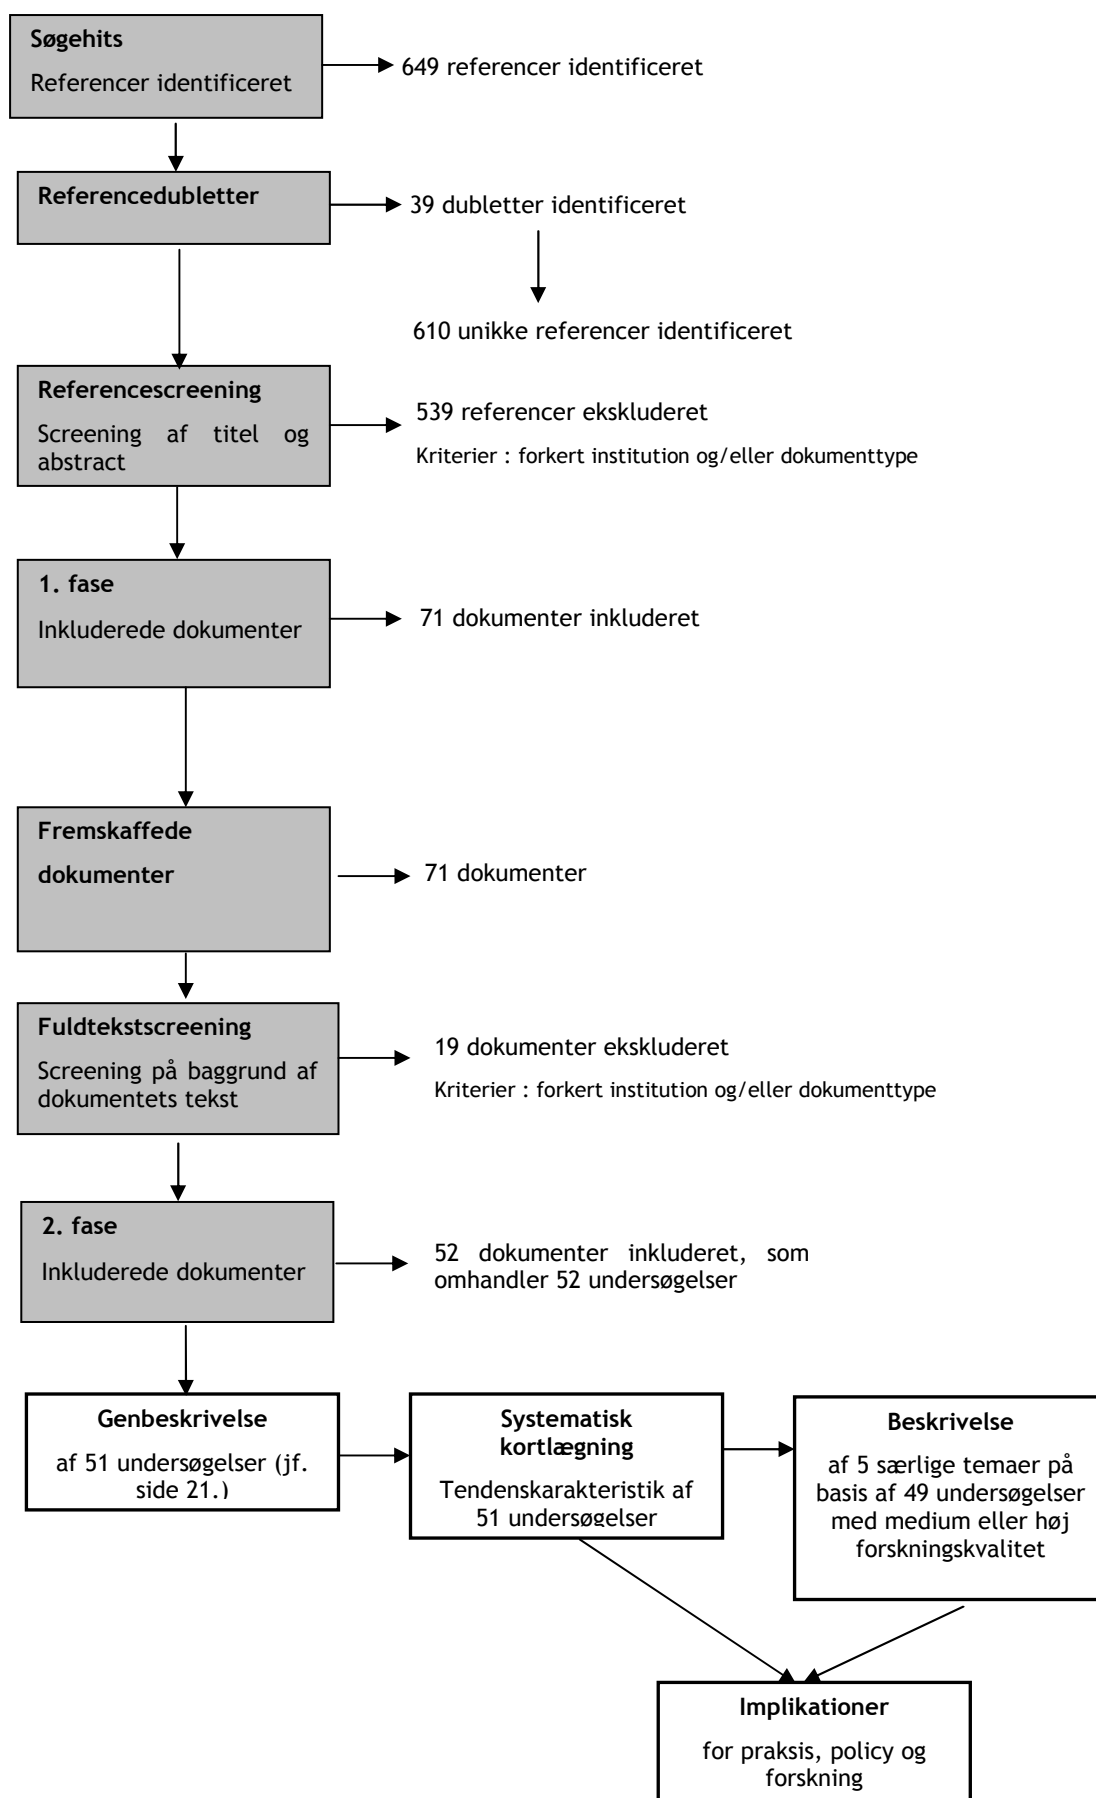 Søgehits
Referencer identificeret
649 referencer identificeret
Referencedubletter
39 dubletter identificeret
610 unikke referencer identificeret
Referencescreening
Screening af titel og
abstract
539 referencer ekskluderet
Kriterier : forkert institution og/eller dokumenttype
1. fase
Inkluderede dokumenter
71 dokumenter inkluderet
Fremskaffede
dokumenter
71 dokumenter
Fuldtekstscreening
Screening på baggrund af
dokumentets tekst
19 dokumenter ekskluderet
Kriterier : forkert institution og/eller dokumenttype
2. fase
Inkluderede dokumenter
52 dokumenter inkluderet, som
omhandler 52 undersøgelser
Genbeskrivelse
af 51 undersøgelser (jf.
side 21.)
Systematisk
kortlægning
Tendenskarakteristik af
51 undersøgelser
Beskrivelse
af 5 særlige temaer på
basis af 49 undersøgelser
med medium eller høj
forskningskvalitet
Implikationer
for praksis, policy og
forskning